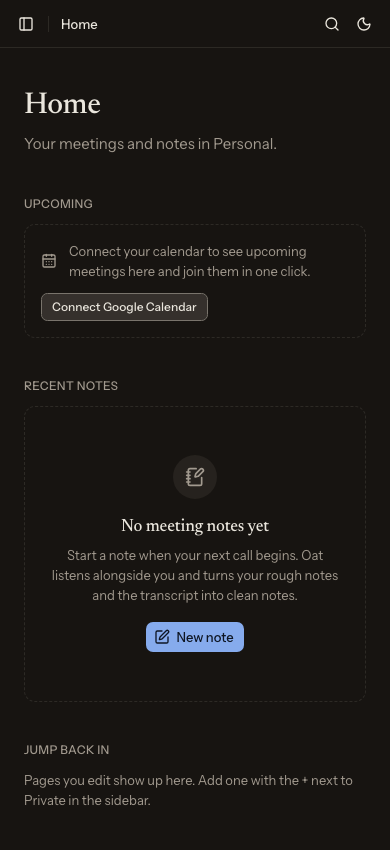 Home
Home
Your meetings and notes in Personal.
UPCOMING
Connect your calendar to see upcoming
meetings here and join them in one click.
Connect Google Calendar
RECENT NOTES
No meeting notes yet
Start a note when your next call begins. Oat
listens alongside you and turns your rough notes
and the transcript into clean notes.
New note
JUMP BACK IN
Pages you edit show up here. Add one with the + next to
Private in the sidebar.